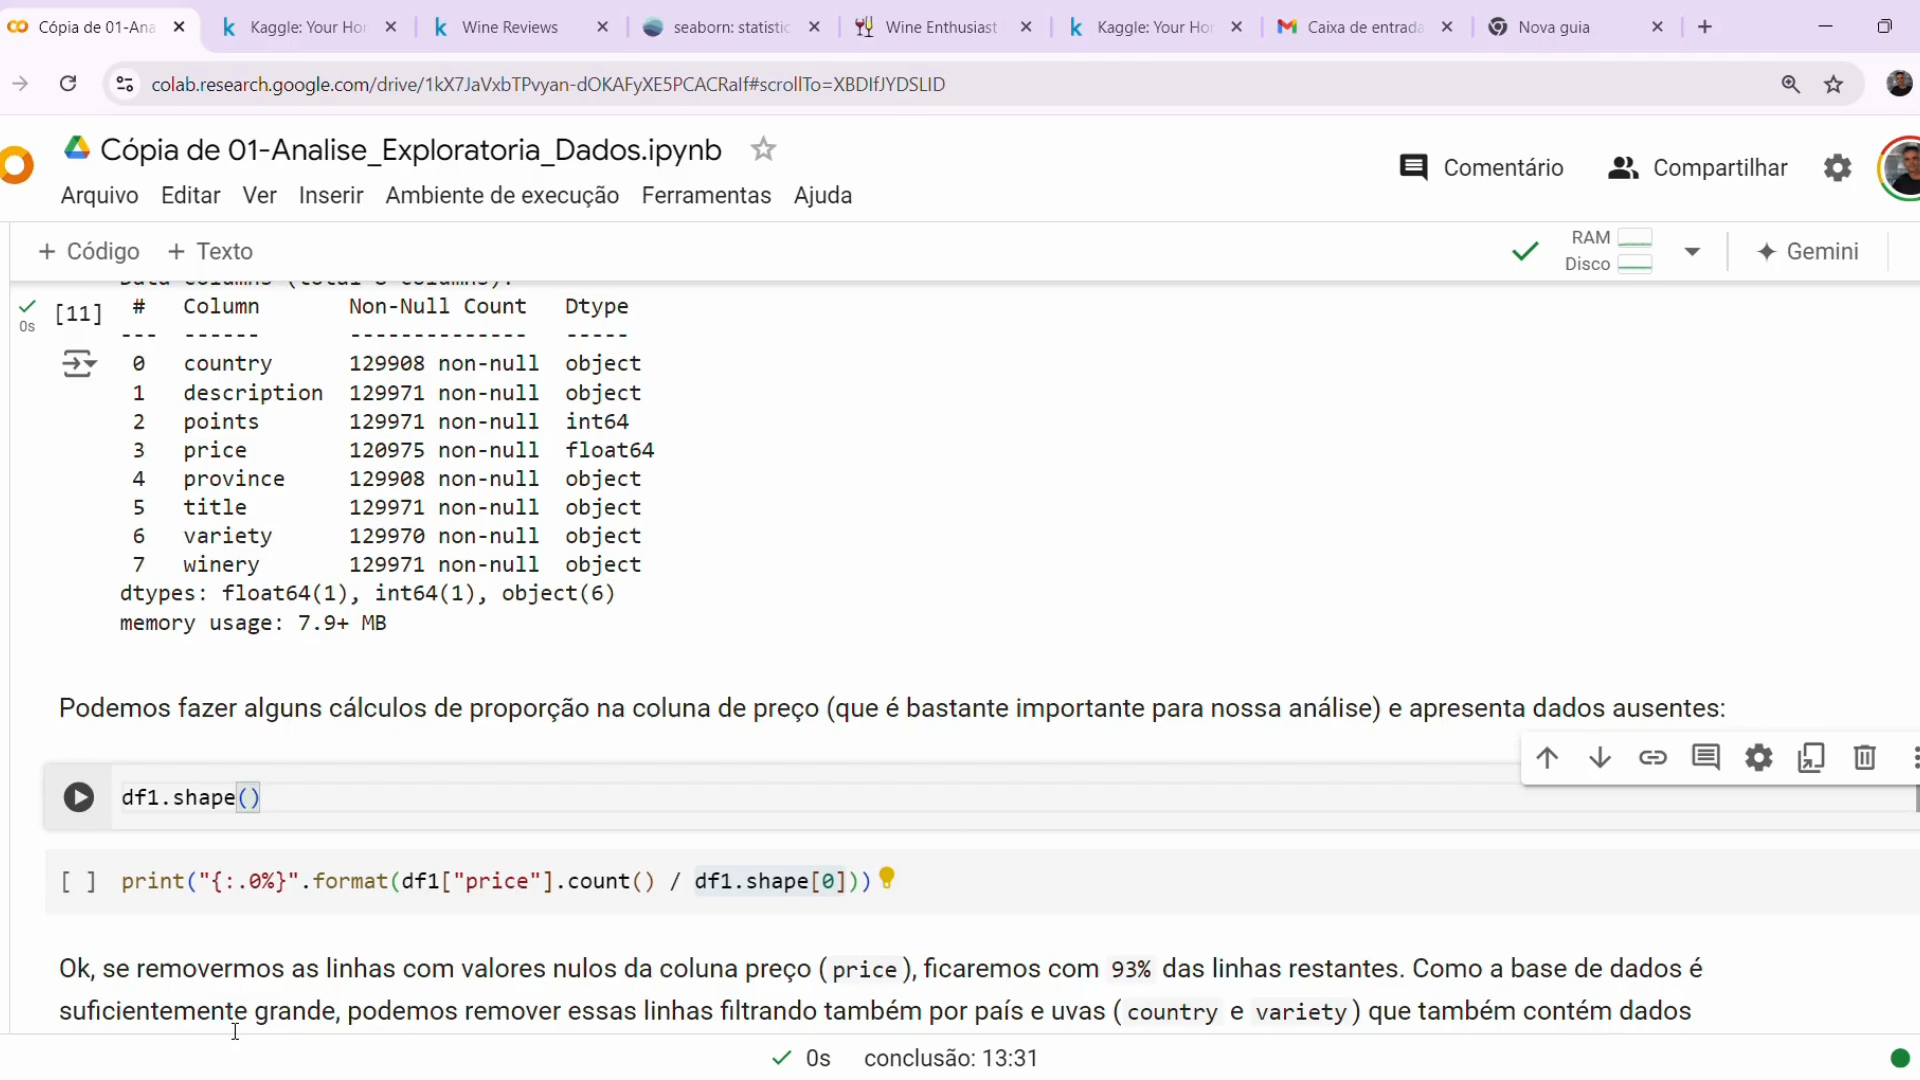 Cópia de 01-Ana
Kaggle: Your Ho
Wine Reviews
seaborn: statistic
Wine Enthusiast
Kaggle: Your Ho
Caixa de entrada
Nova guia
colab.research.google.com/drive/1kX7JaVxbTPvyan-dOKAFyXE5PCACRaIf#scrollTo=XBDIfJYDSLID
Cópia de 01-Analise_Exploratoria_Dados.ipynb
Comentário
Compartilhar
Arquivo Editar Ver Inserir Ambiente de execução Ferramentas Ajuda
+ Código + Texto
RAM
Disco
Gemini
0s
[11]
# Column Non-Null Count Dtype
--- ------ -------------- -----
0 country 129908 non-null object
1 description 129971 non-null object
2 points 129971 non-null int64
3 price 120975 non-null float64
4 province 129908 non-null object
5 title 129971 non-null object
6 variety 129970 non-null object
7 winery 129971 non-null object
dtypes: float64(1), int64(1), object(6)
memory usage: 7.9+ MB
Podemos fazer alguns cálculos de proporção na coluna de preço (que é bastante importante para nossa análise) e apresenta dados ausentes:
df1.shape()
[ ] print("{:.0%}".format(df1["price"].count() / df1.shape[0]))
Ok, se removermos as linhas com valores nulos da coluna preço (price), ficaremos com 93% das linhas restantes. Como a base de dados é
suficientemente grande, podemos remover essas linhas filtrando também por país e uvas (country e variety) que também contém dados
0s conclusão: 13:31